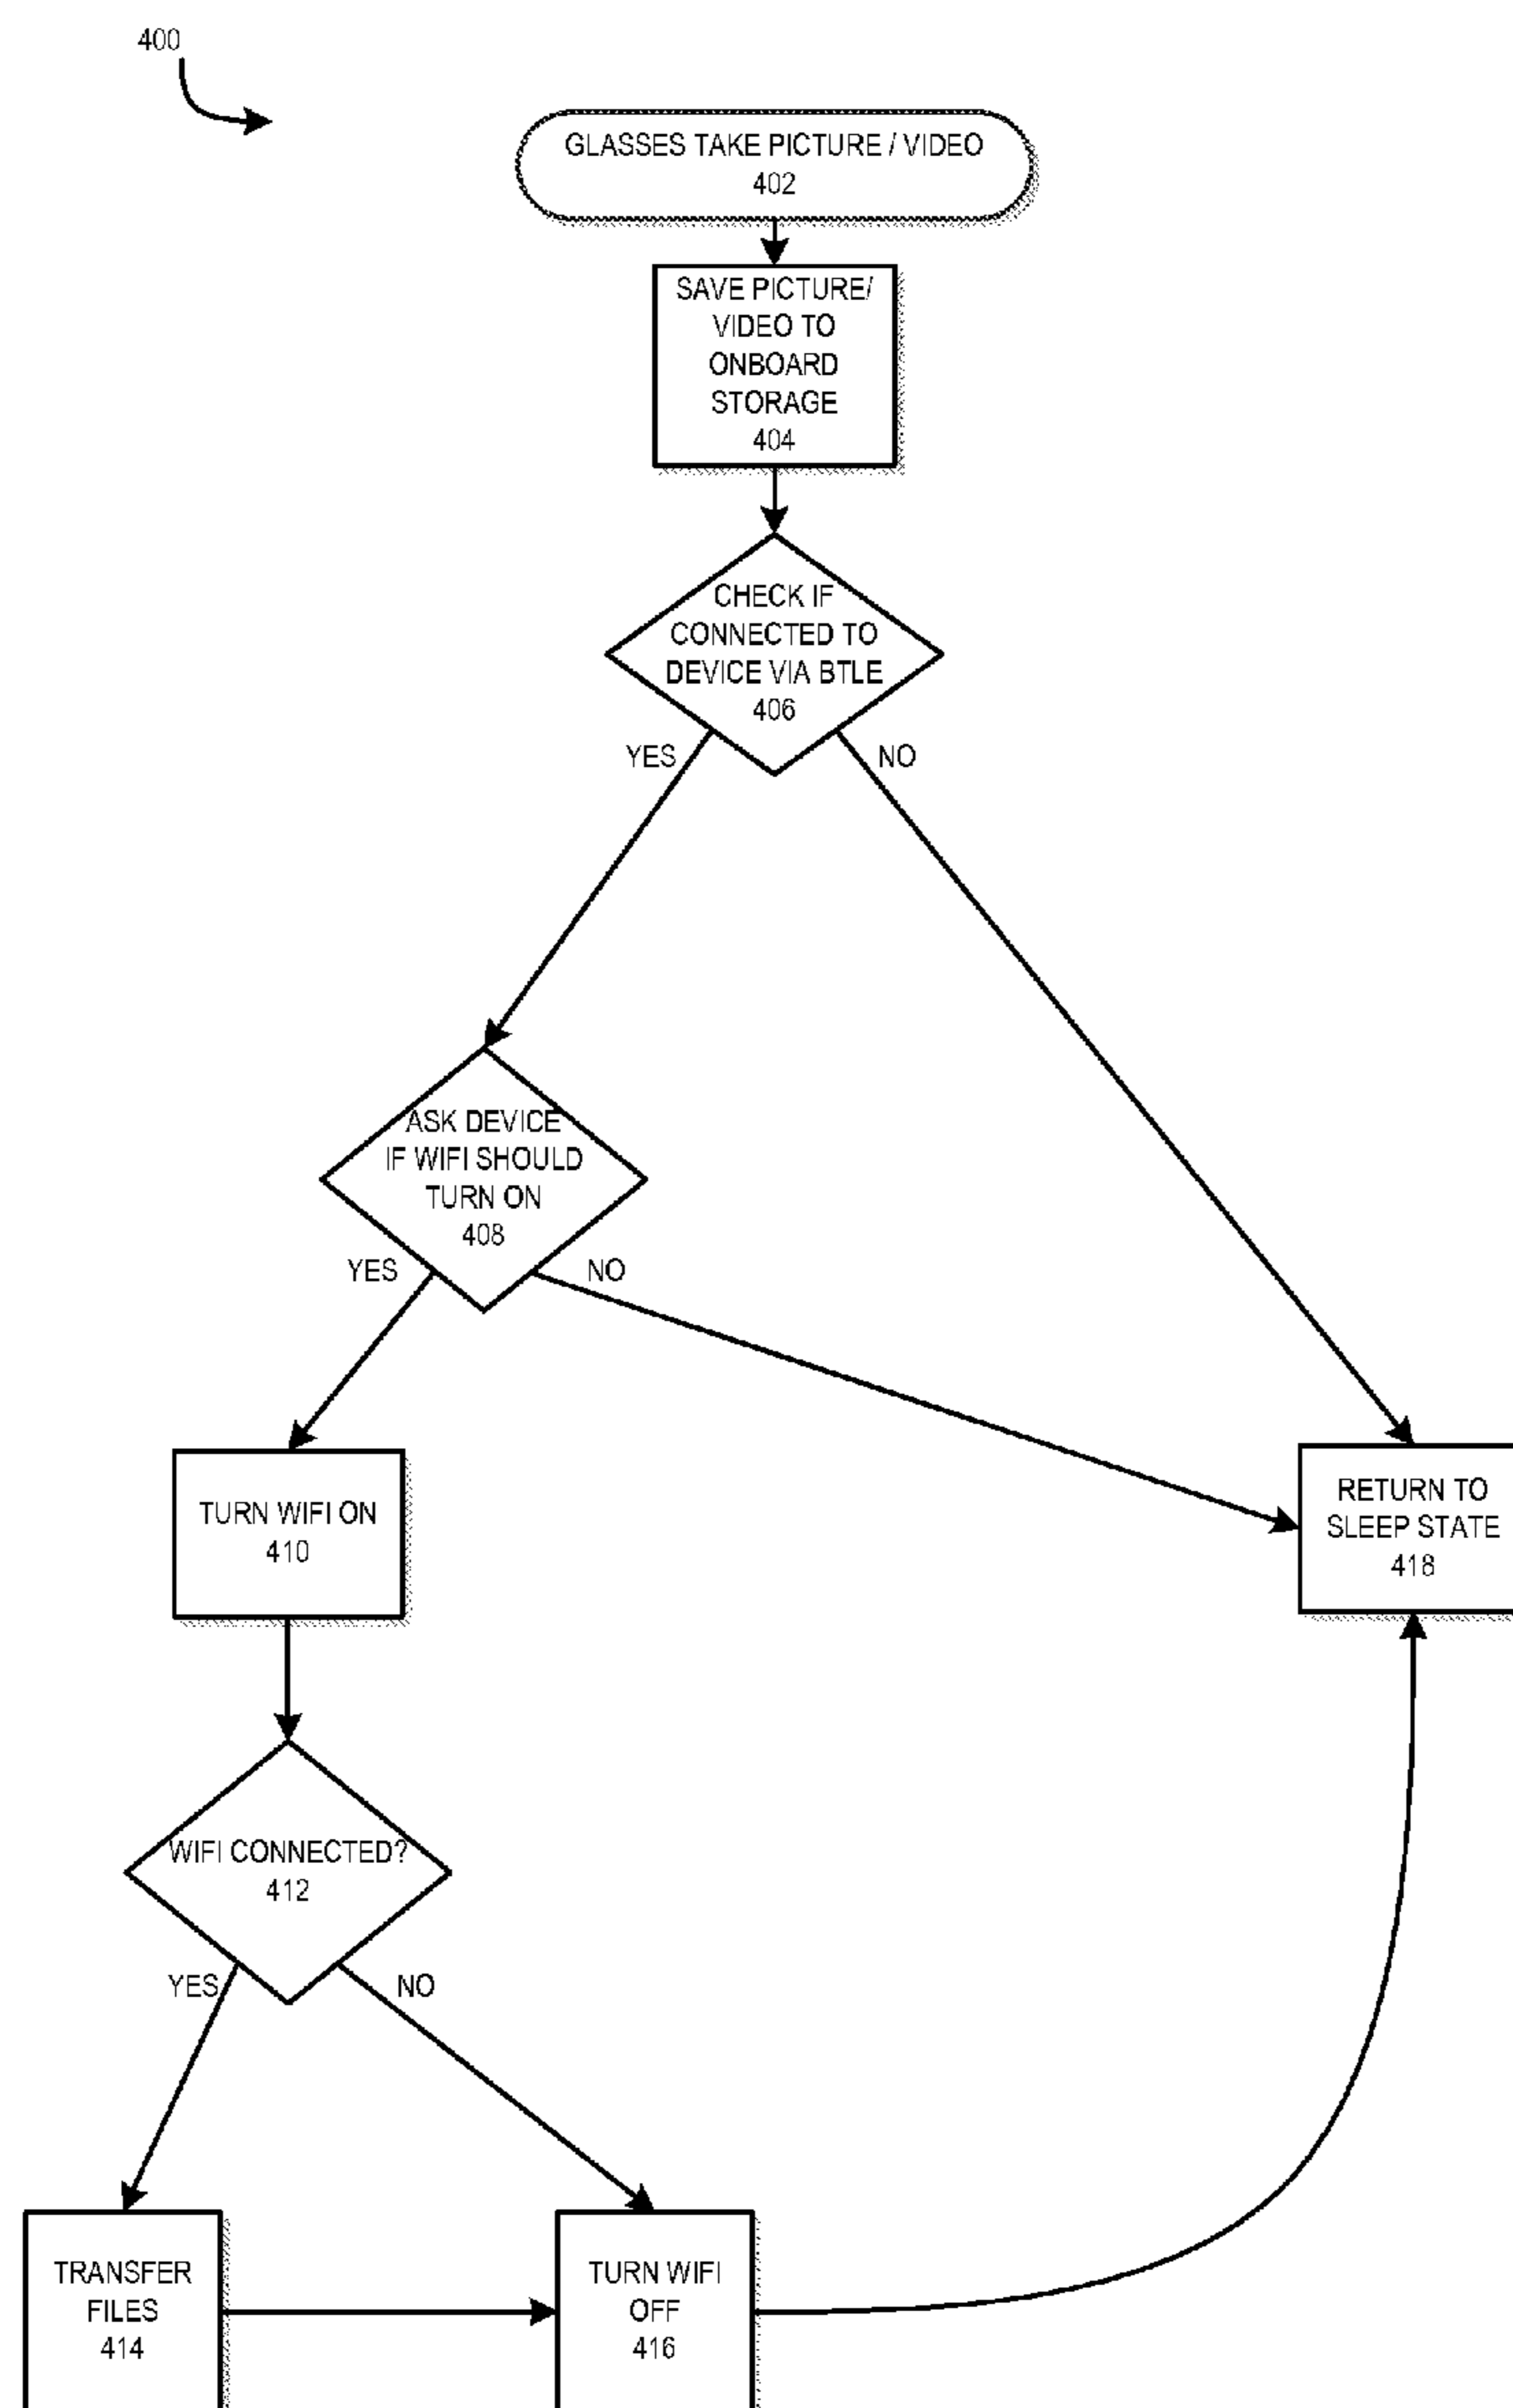 400
GLASSES TAKE PICTURE / VIDEO
402
SAVE PICTURE/
VIDEO TO
ONBOARD
STORAGE
404
CHECK IF
CONNECTED TO
DEVICE VIA BTLE
406
YES
NO
ASK DEVICE
IF WIFI SHOULD
TURN ON
408
YES
NO
TURN WIFI ON
410
RETURN TO
SLEEP STATE
418
WIFI CONNECTED?
412
YES
NO
TRANSFER
FILES
414
TURN WIFI
OFF
416